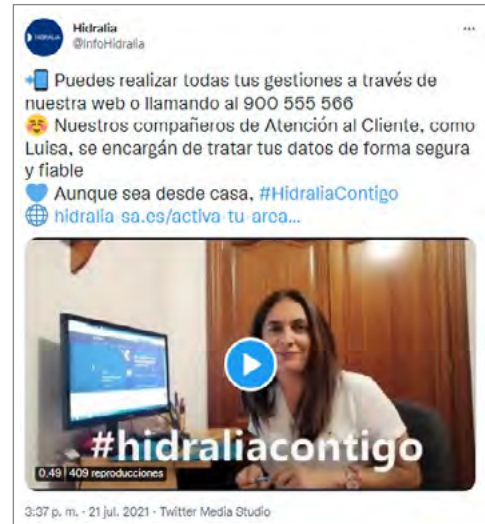 Hidralia
@InfoHidralia
Puedes realizar todas tus gestiones a través de
nuestra web o llamando al 900 555 566
Nuestros compañeros de Atención al Cliente, como
Luisa, se encargán de tratar tus datos de forma segura
y fiable
Aunque sea desde casa, #HidraliaContigo
hidralia-sa.es/activa-tu-area...
#hidraliacontigo
0:49 409 reproducciones
3:37 p. m. · 21 jul. 2021 · Twitter Media Studio